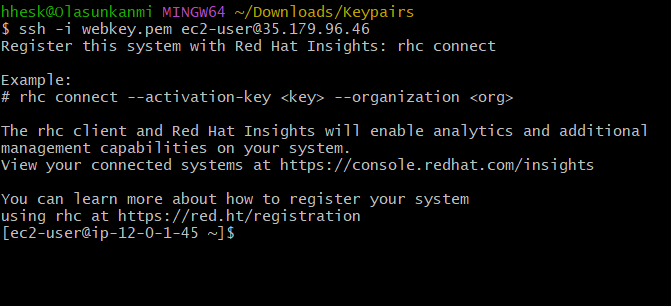 hhesk@Olasunkanmi MINGW64 ~/Downloads/Keypairs
$ ssh -i webkey.pem ec2-user@35.179.96.46
Register this system with Red Hat Insights: rhc connect
Example:
# rhc connect --activation-key <key> --organization <org>
The rhc client and Red Hat Insights will enable analytics and additional
management capabilities on your system.
View your connected systems at https://console.redhat.com/insights
You can learn more about how to register your system
using rhc at https://red.ht/registration
[ec2-user@ip-12-0-1-45 ~]$